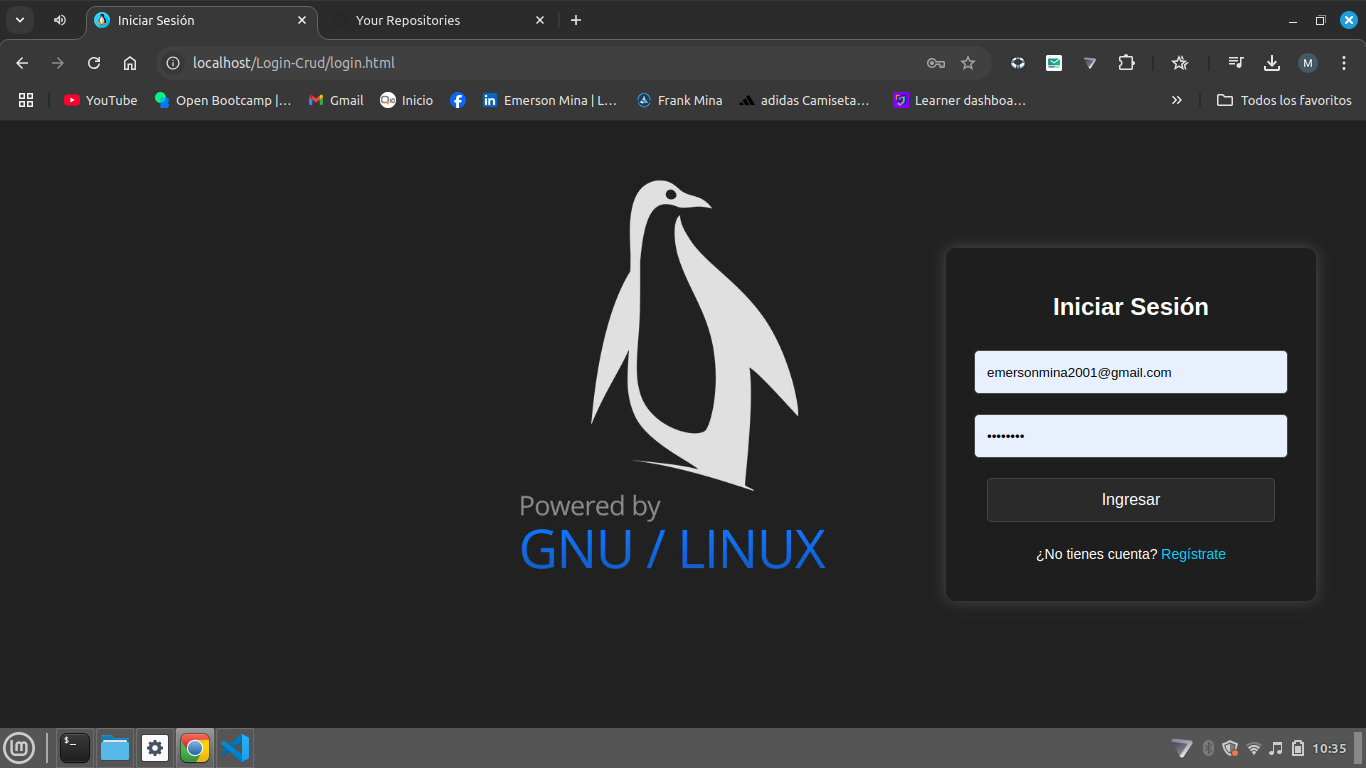 Iniciar Sesión
Your Repositories
localhost/Login-Crud/login.html
M
YouTube
Open Bootcamp |...
Gmail
Inicio
Emerson Mina | L...
Frank Mina
adidas Camiseta...
Learner dashboa...
»
Todos los favoritos
Powered by
GNU / LINUX
Iniciar Sesión
emersonmina2001@gmail.com
••••••••
Ingresar
¿No tienes cuenta? Regístrate
10:35